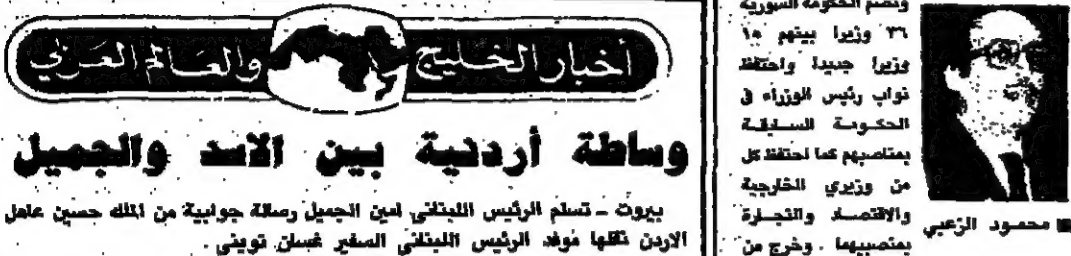 أخبار الخليج والعالم العربي
وساطة أردنية بين الاسد والجميل
بيروت - تسلم الرئيس اللبناني امين الجميل رسالة جوابية من الملك حسين عاهل
الاردن نقلها موفد الرئيس اللبناني السفير غسان تويني .
وتضم الحكومة السورية
٣٦ وزيرا بينهم ١٥
وزيرا جديدا واحتفظ
نواب رئيس الوزراء في
الحكومة السابقة
بمناصبهم كما احتفظ كل
من وزيري الخارجية
والاقتصاد والتجارة
بمنصبيهما . وخرج من
محمود الزعبي